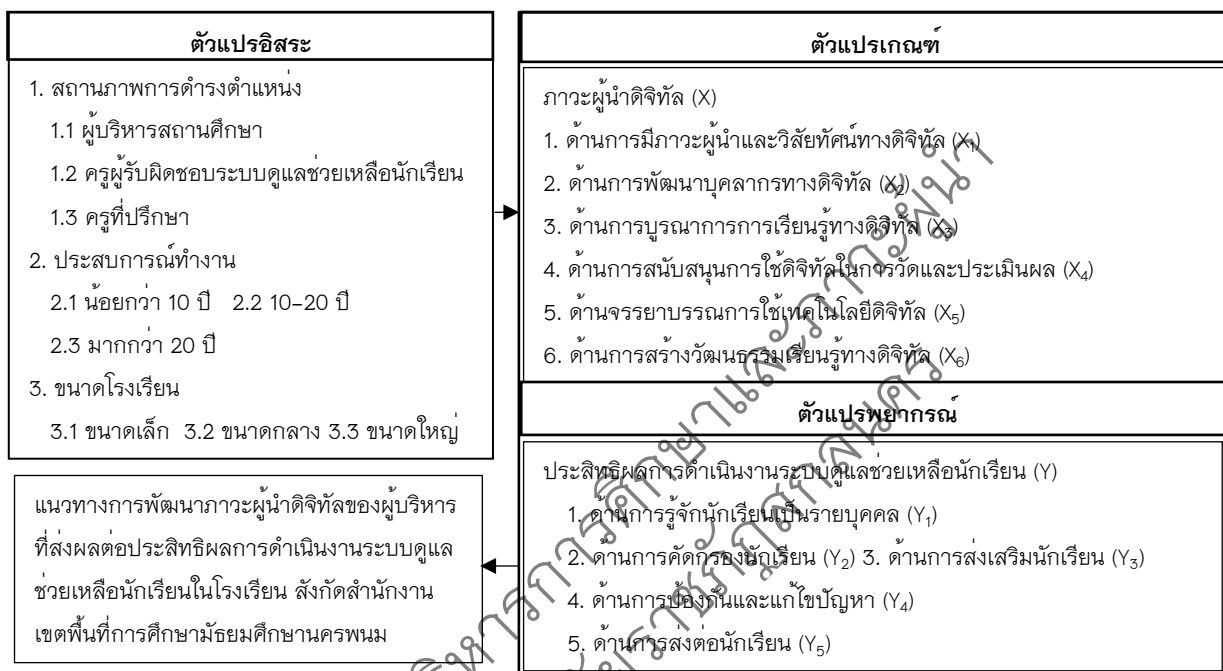 ตัวแปรอิสระ
1. สถานภาพการดำรงตำแหน่ง
1.1 ผู้บริหารสถานศึกษา
1.2 ครูผู้รับผิดชอบระบบดูแลช่วยเหลือนักเรียน
1.3 ครูที่ปรึกษา
2. ประสบการณ์ทำงาน
2.1 น้อยกว่า 10 ปี 2.2 10–20 ปี
2.3 มากกว่า 20 ปี
3. ขนาดโรงเรียน
3.1 ขนาดเล็ก 3.2 ขนาดกลาง 3.3 ขนาดใหญ่
ตัวแปรเกณฑ์
ภาวะผู้นำดิจิทัล (X)
1. ด้านการมีภาวะผู้นำและวิสัยทัศน์ทางดิจิทัล (X₁)
2. ด้านการพัฒนาบุคลากรทางดิจิทัล (X₂)
3. ด้านการบูรณาการการเรียนรู้ทางดิจิทัล (X₃)
4. ด้านการสนับสนุนการใช้ดิจิทัลในการวัดและประเมินผล (X₄)
5. ด้านจรรยาบรรณการใช้เทคโนโลยีดิจิทัล (X₅)
6. ด้านการสร้างวัฒนธรรมเรียนรู้ทางดิจิทัล (X₆)
ตัวแปรพยากรณ์
ประสิทธิผลการดำเนินงานระบบดูแลช่วยเหลือนักเรียน (Y)
1. ด้านการรู้จักนักเรียนเป็นรายบุคคล (Y₁)
2. ด้านการคัดกรองนักเรียน (Y₂) 3. ด้านการส่งเสริมนักเรียน (Y₃)
4. ด้านการป้องกันและแก้ไขปัญหา (Y₄)
5. ด้านการส่งต่อนักเรียน (Y₅)
แนวทางการพัฒนาภาวะผู้นำดิจิทัลของผู้บริหาร
ที่ส่งผลต่อประสิทธิผลการดำเนินงานระบบดูแล
ช่วยเหลือนักเรียนในโรงเรียน สังกัดสำนักงาน
เขตพื้นที่การศึกษามัธยมศึกษานครพนม